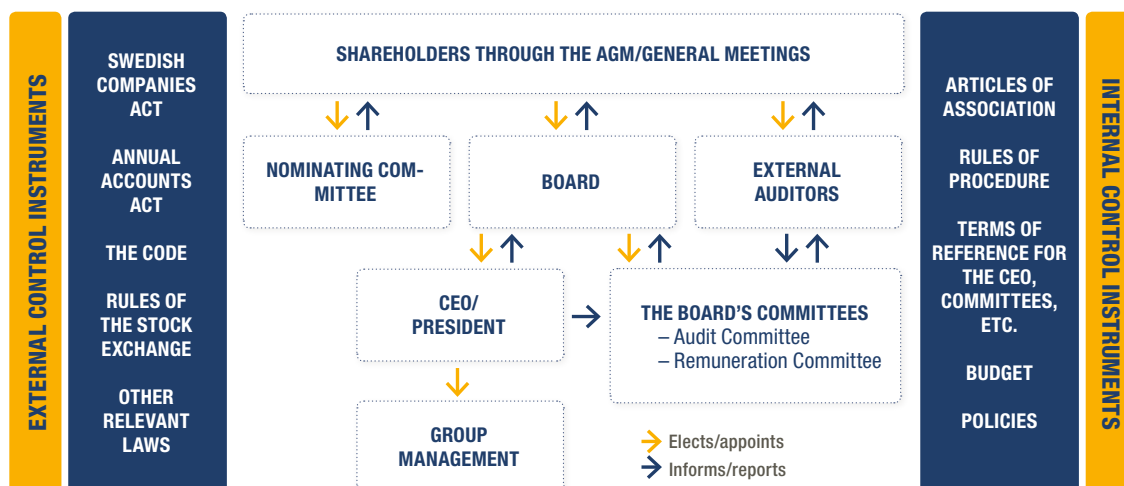 EXTERNAL CONTROL INSTRUMENTS
SWEDISH
COMPANIES
ACT
ANNUAL
ACCOUNTS
ACT
THE CODE
RULES OF
THE STOCK
EXCHANGE
OTHER
RELEVANT
LAWS
SHAREHOLDERS THROUGH THE AGM/GENERAL MEETINGS
NOMINATING COM-
MITTEE
BOARD
EXTERNAL
AUDITORS
CEO/
PRESIDENT
THE BOARD'S COMMITTEES
– Audit Committee
– Remuneration Committee
GROUP
MANAGEMENT
Elects/appoints
Informs/reports
ARTICLES OF
ASSOCIATION
RULES OF
PROCEDURE
TERMS OF
REFERENCE FOR
THE CEO,
COMMITTEES,
ETC.
BUDGET
POLICIES
INTERNAL CONTROL INSTRUMENTS